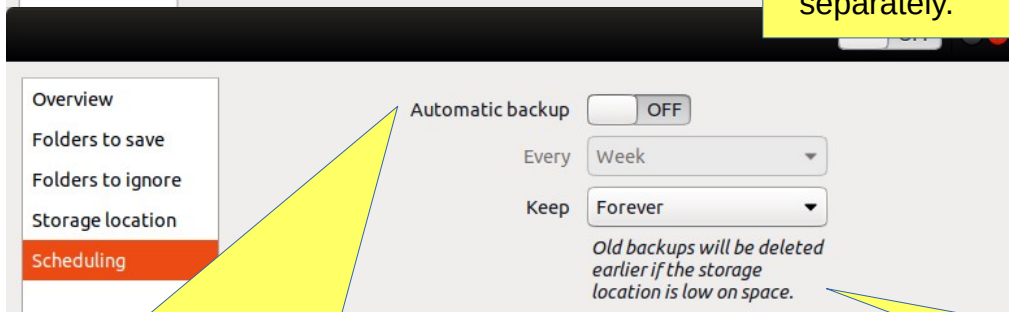 separately.
OFF
Overview
Folders to save
Folders to ignore
Storage location
Scheduling
Automatic backup OFF
Every Week
Keep Forever
Old backups will be deleted
earlier if the storage
location is low on space.